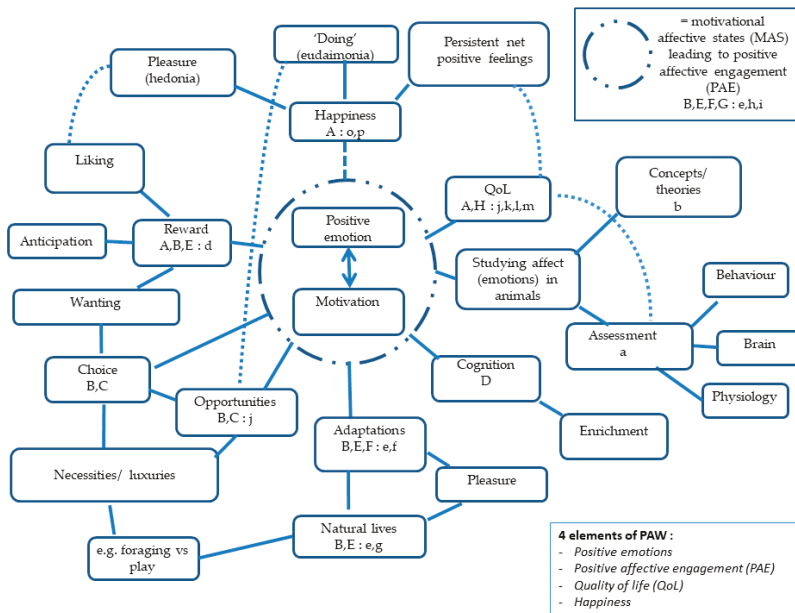 'Doing'
(eudaimonia)
Persistent net
positive feelings
= motivational
affective states (MAS)
leading to positive
affective engagement
(PAE)
B,E,F,G : e,h,i
Pleasure
(hedonia)
Happiness
A : o,p
Liking
Concepts/
theories
b
QoL
A,H : j,k,l,m
Anticipation
Reward
A,B,E : d
Positive
emotion
Studying affect
(emotions) in
animals
Behaviour
Wanting
Motivation
Assessment
a
Brain
Choice
B,C
Cognition
D
Physiology
Opportunities
B,C : j
Adaptations
B,E,F : e,f
Enrichment
Necessities/ luxuries
Pleasure
Natural lives
B,E : e,g
e.g. foraging vs
play
4 elements of PAW :
- Positive emotions
- Positive affective engagement (PAE)
- Quality of life (QoL)
- Happiness